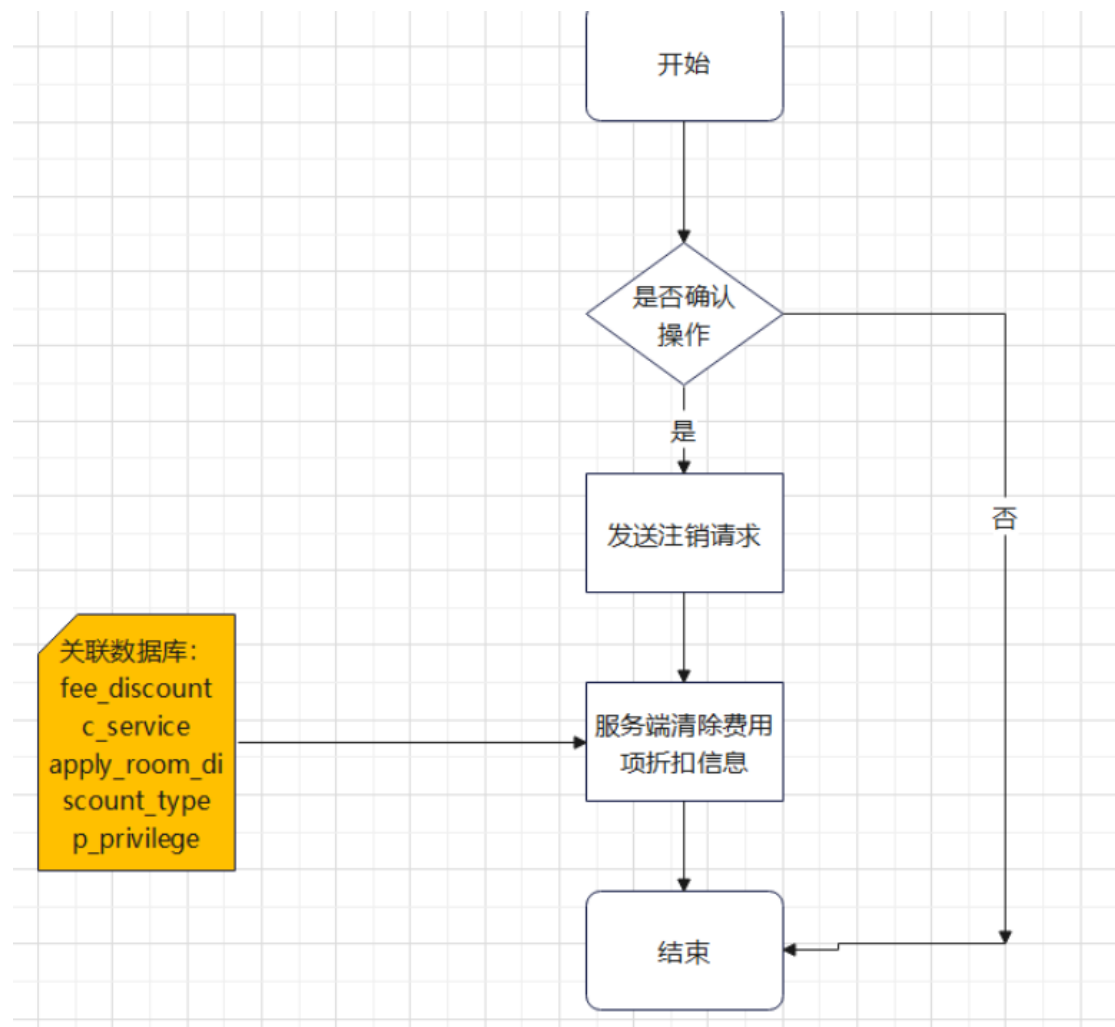 开始
是否确认
操作
是
发送注销请求
否
关联数据库：
fee_discount
c_service
apply_room_di
scount_type
p_privilege
服务端清除费用
项折扣信息
结束